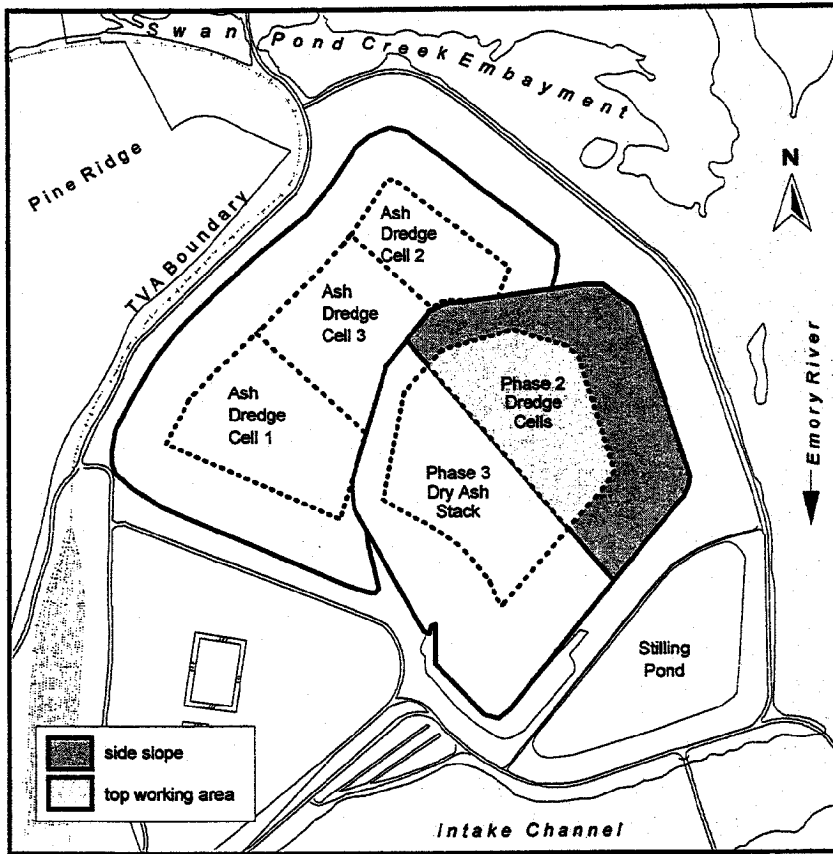 Swan Pond Creek Embayment
Pine Ridge
N
TVA Boundary
Ash
Dredge
Cell 2
Ash
Dredge
Cell 3
Ash
Dredge
Cell 1
Phase 2
Dredge
Cells
Phase 3
Dry Ash
Stack
Emory River
Stilling
Pond
side slope
top working area
Intake Channel